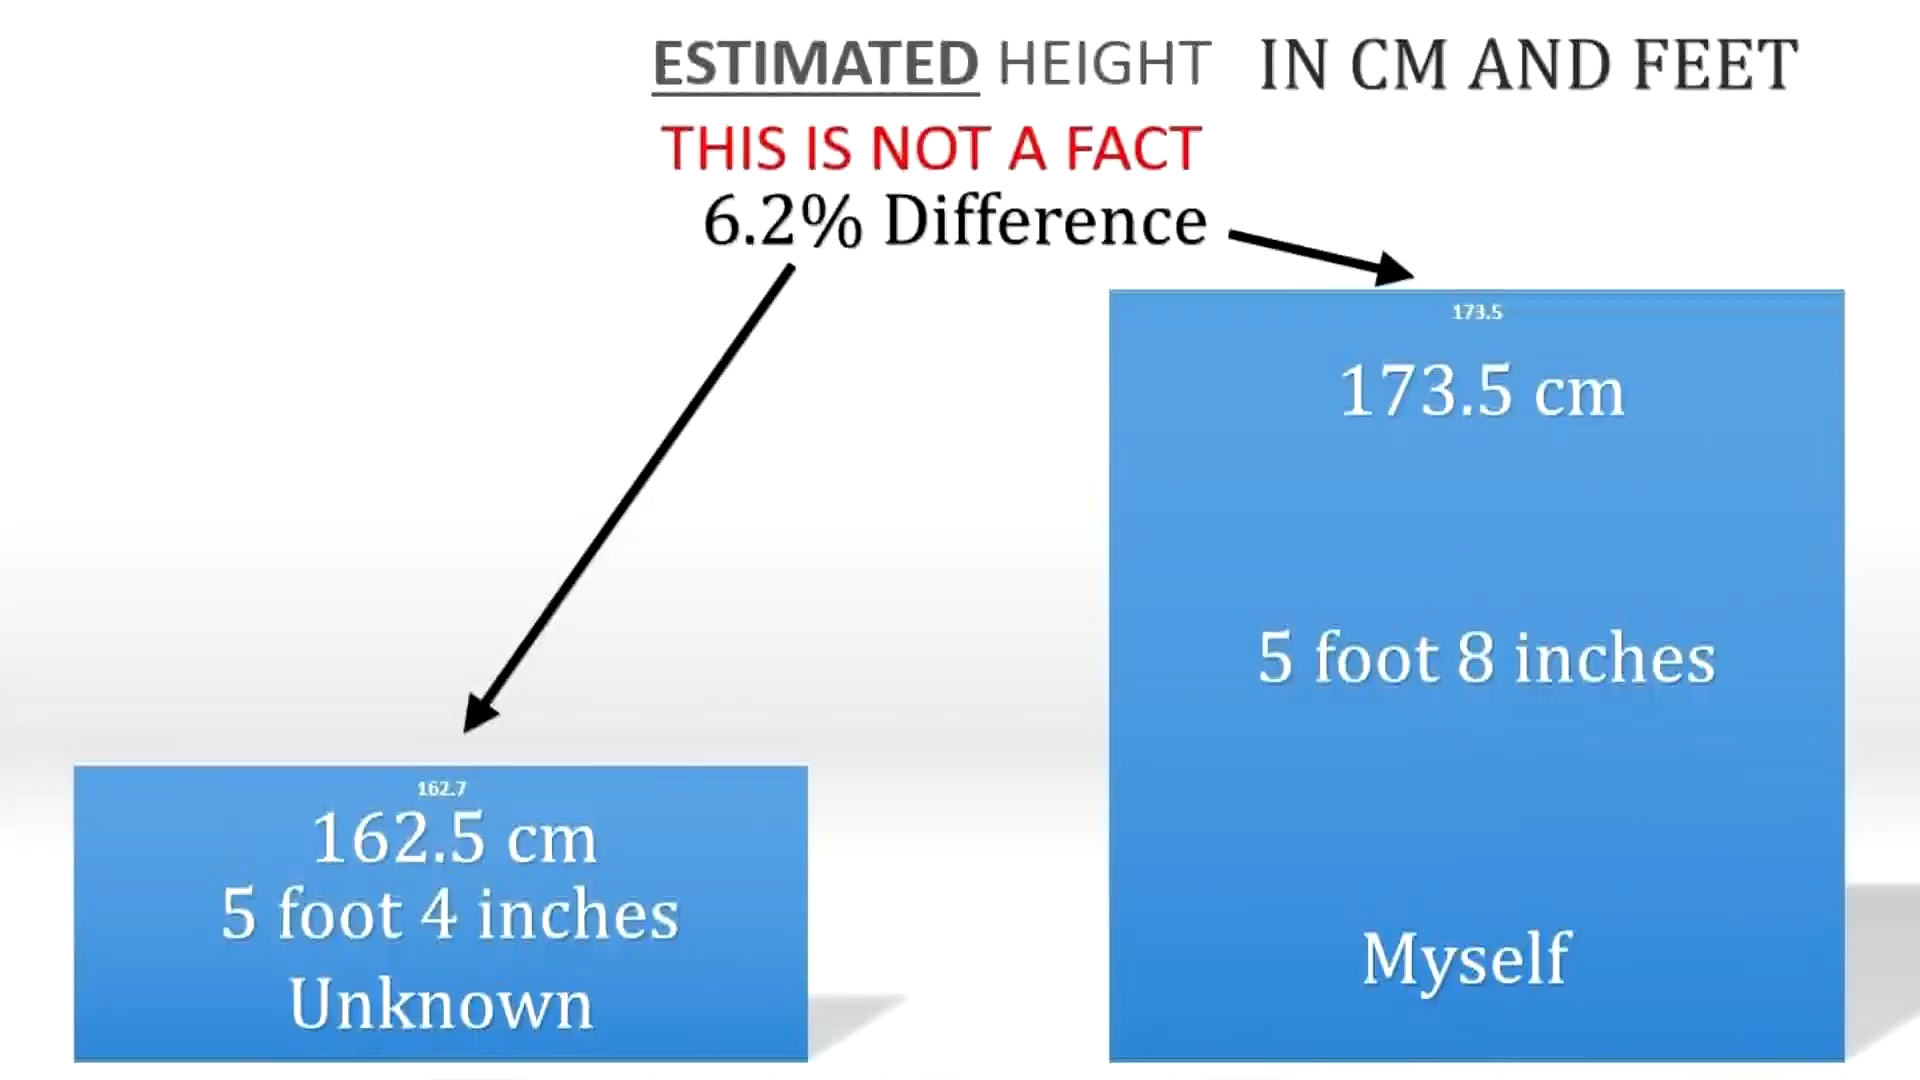 ESTIMATED HEIGHT IN CM AND FEET
THIS IS NOT A FACT
6.2% Difference
173.5
173.5 cm
5 foot 8 inches
Myself
162.7
162.5 cm
5 foot 4 inches
Unknown